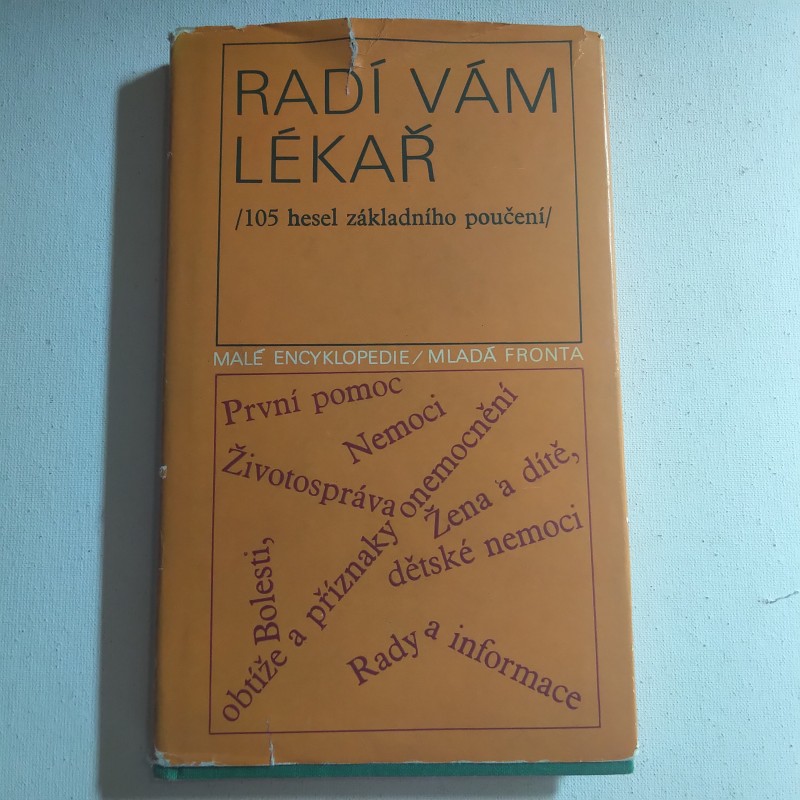 RADÍ VÁM
LÉKAŘ
/105 hesel základního poučení/
MALÉ ENCYKLOPEDIE/MLADÁ FRONTA
První pomoc
Nemoci
Životospráva
Žena a dítě,
dětské nemoci
Bolesti,
obtíže a příznaky onemocnění
Rady a informace